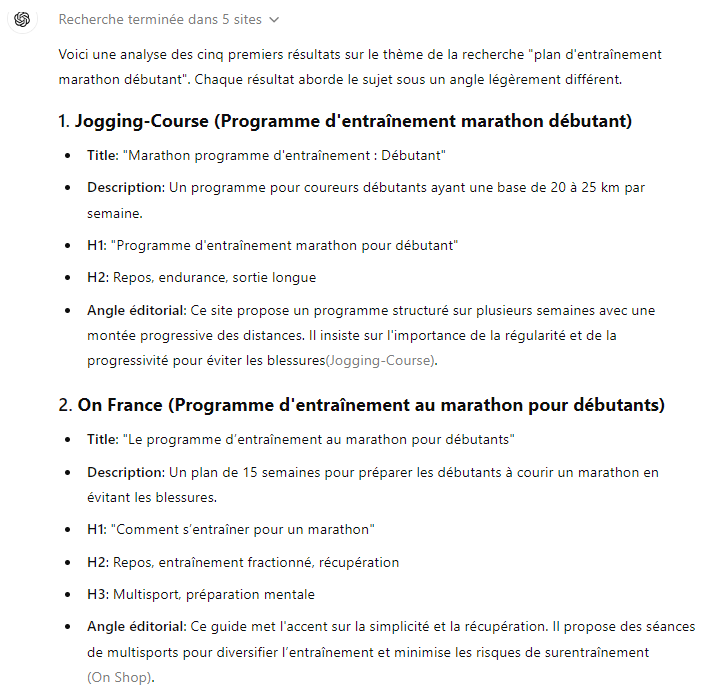 Recherche terminée dans 5 sites
Voici une analyse des cinq premiers résultats sur le thème de la recherche "plan d'entraînement
marathon débutant". Chaque résultat aborde le sujet sous un angle légèrement différent.
1. Jogging-Course (Programme d'entraînement marathon débutant)
• Title: "Marathon programme d'entraînement : Débutant"
• Description: Un programme pour coureurs débutants ayant une base de 20 à 25 km par
semaine.
• H1: "Programme d'entraînement marathon pour débutant"
• H2: Repos, endurance, sortie longue
• Angle éditorial: Ce site propose un programme structuré sur plusieurs semaines avec une
montée progressive des distances. Il insiste sur l'importance de la régularité et de la
progressivité pour éviter les blessures(Jogging-Course).
2. On France (Programme d'entraînement au marathon pour débutants)
• Title: "Le programme d’entraînement au marathon pour débutants"
• Description: Un plan de 15 semaines pour préparer les débutants à courir un marathon en
évitant les blessures.
• H1: "Comment s’entraîner pour un marathon"
• H2: Repos, entraînement fractionné, récupération
• H3: Multisport, préparation mentale
• Angle éditorial: Ce guide met l'accent sur la simplicité et la récupération. Il propose des séances
de multisports pour diversifier l’entraînement et minimise les risques de surentraînement
(On Shop).